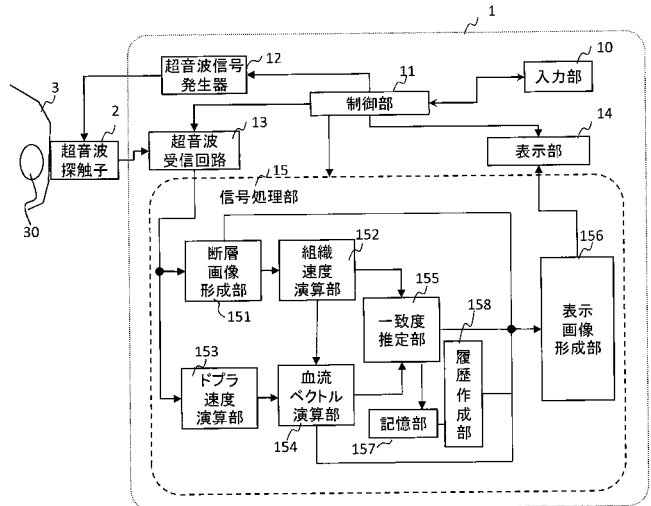 1
超音波信号
発生器
12
11
制御部
10
入力部
3
2
超音波
探触子
13
超音波
受信回路
14
表示部
30
15
信号処理部
断層
画像
形成部
151
152
組織
速度
演算部
155
一致度
推定部
158
履歴作成部
156
表示
画像
形成部
153
ドプラ
速度
演算部
血流
ベクトル
演算部
154
記憶部
157